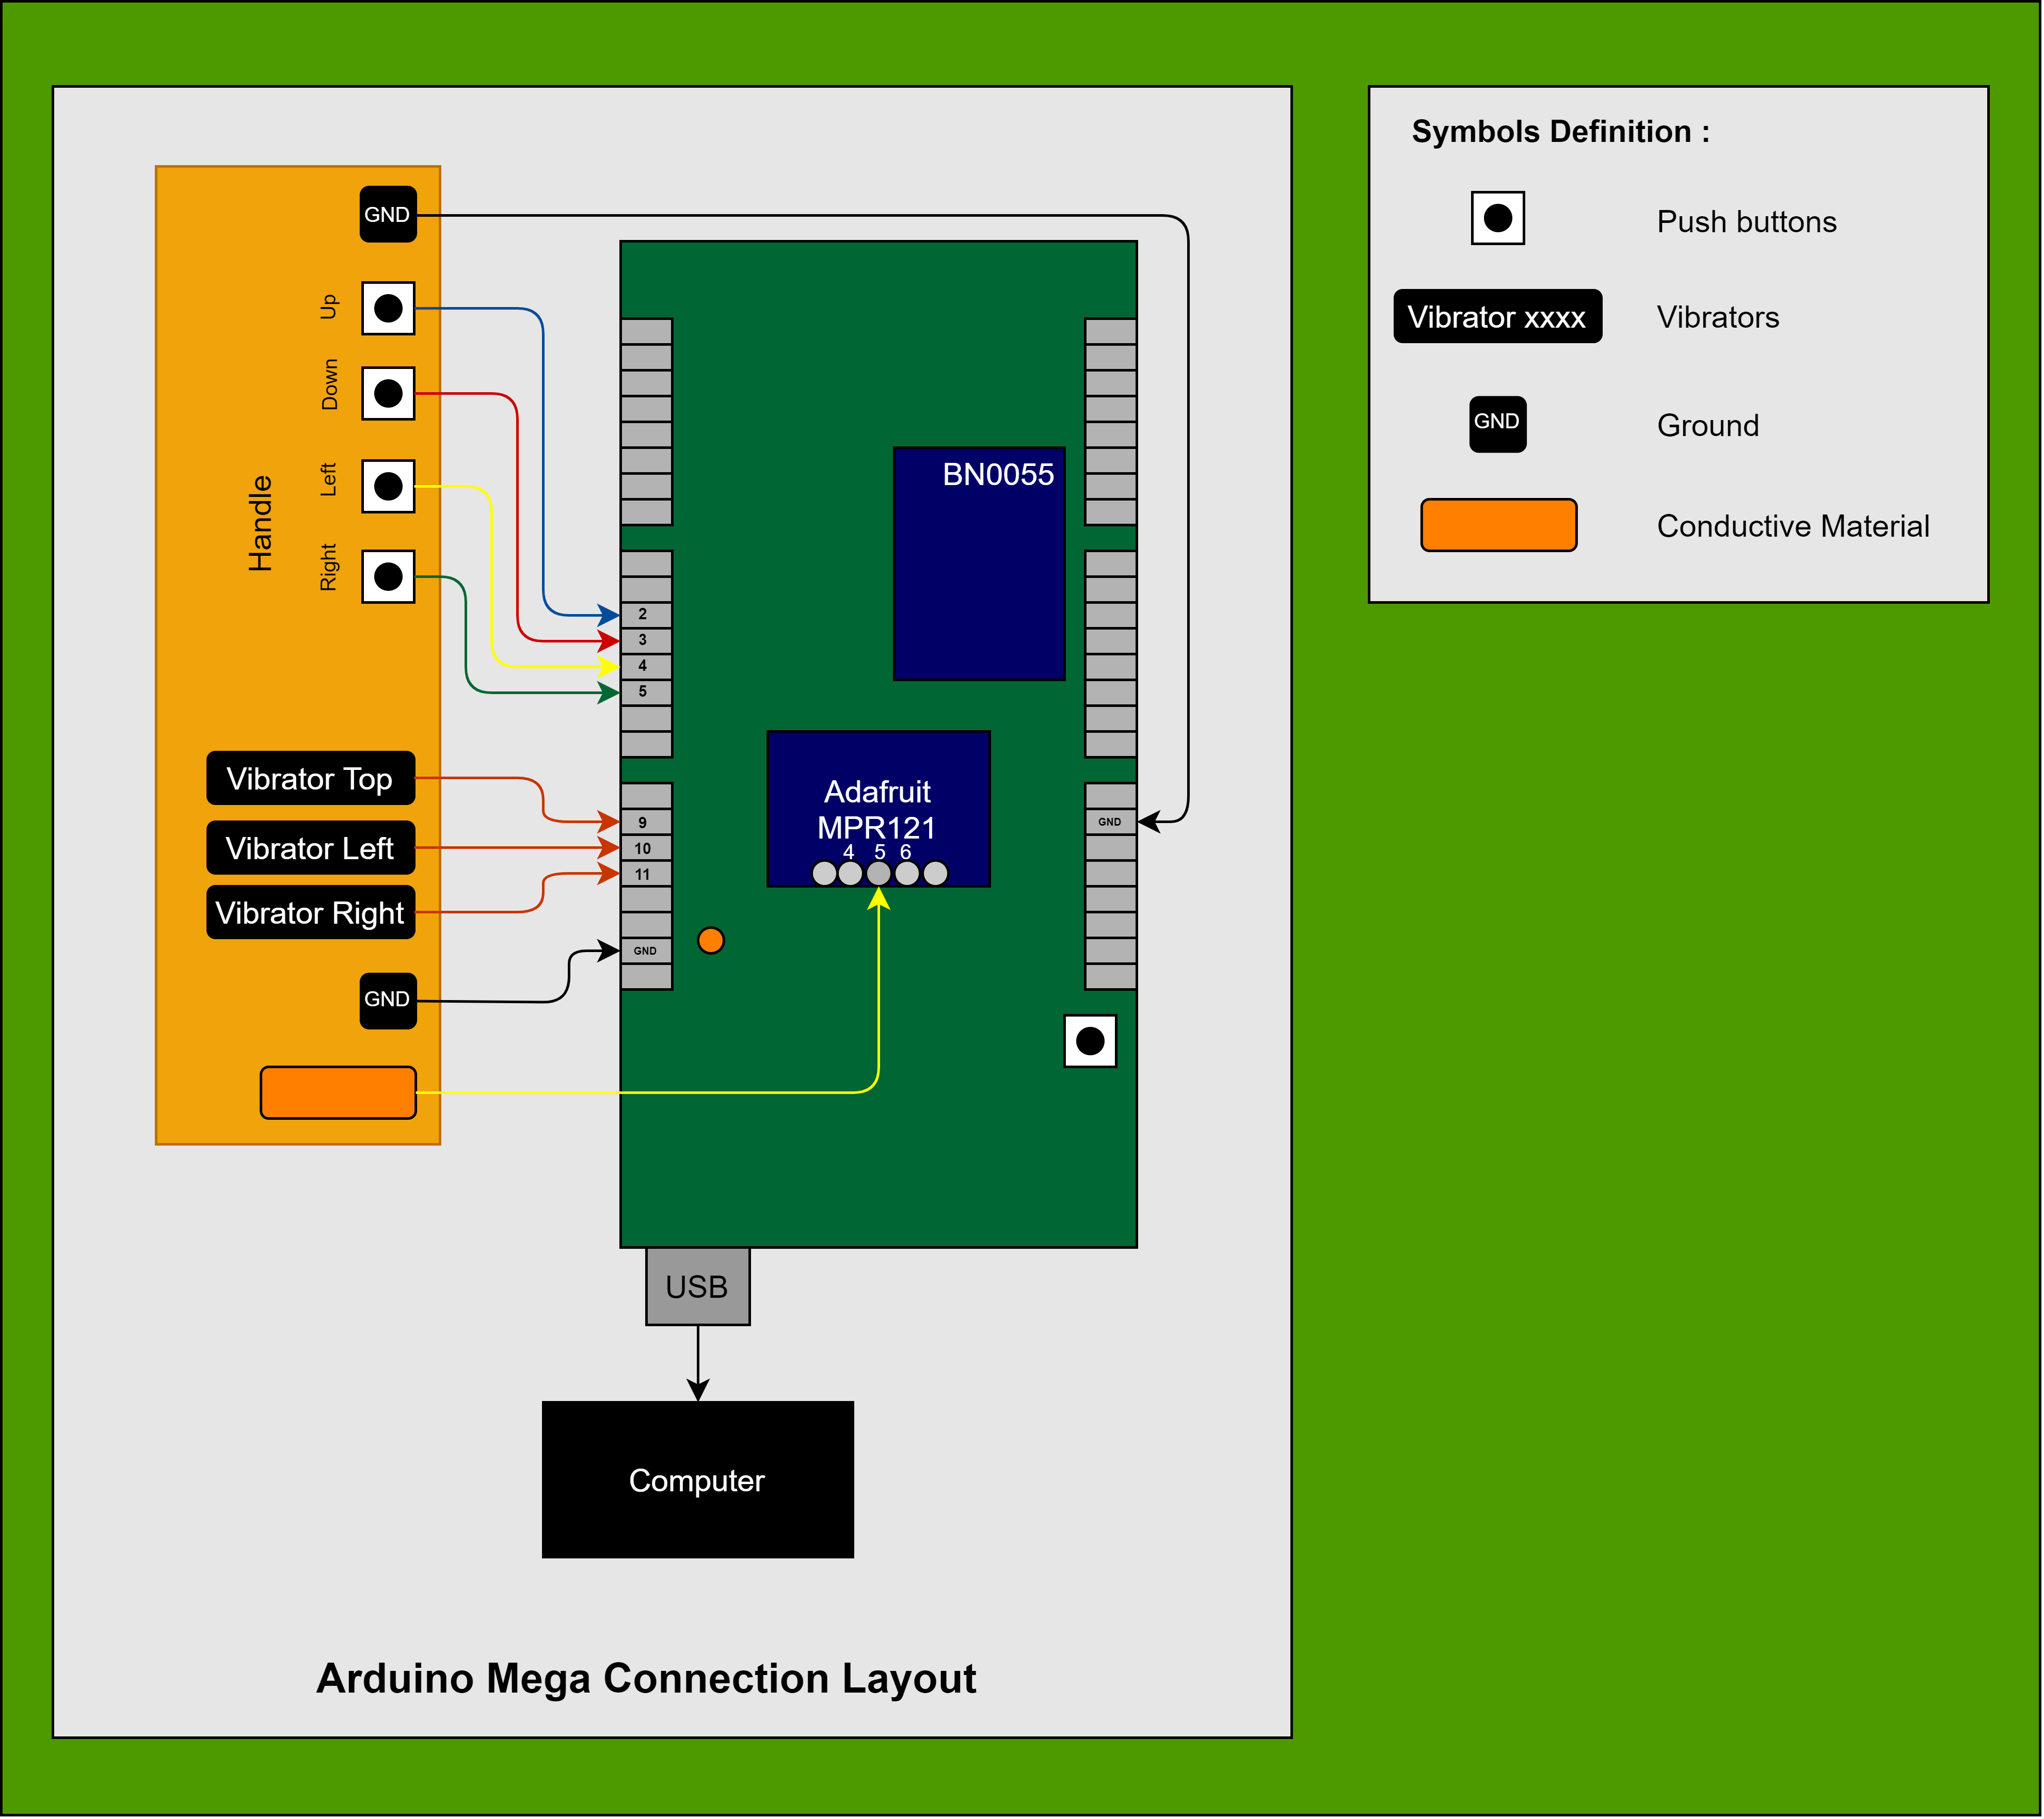 Symbols Definition :
Push buttons
Vibrator xxxx
Vibrators
GND
Ground
Conductive Material
GND
Up
Down
Left
Right
Handle
BN0055
2
3
4
5
Vibrator Top
Vibrator Left
Vibrator Right
9
10
11
GND
GND
GND
Adafruit
MPR121
4 5 6
USB
Computer
Arduino Mega Connection Layout